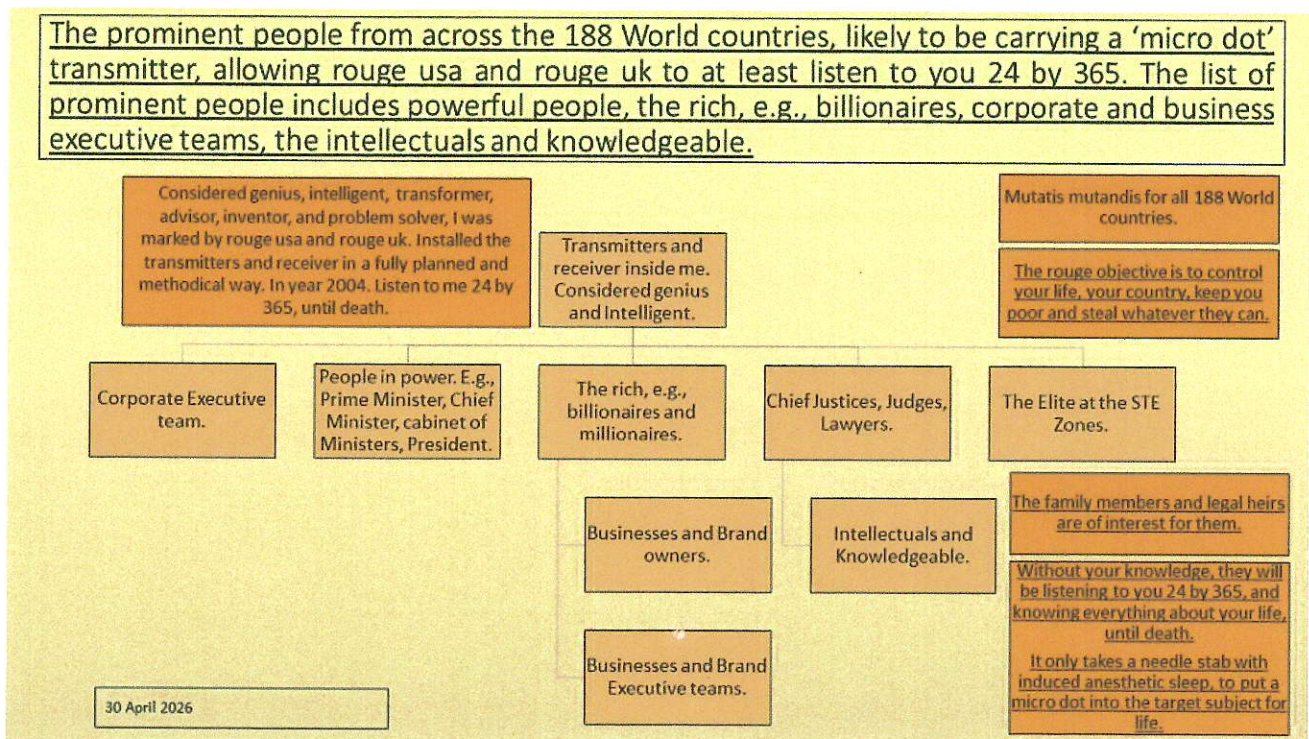 The prominent people from across the 188 World countries, likely to be carrying a ‘micro dot’
transmitter, allowing rouge usa and rouge uk to at least listen to you 24 by 365. The list of
prominent people includes powerful people, the rich, e.g., billionaires, corporate and business
executive teams, the intellectuals and knowledgeable.
Considered genius, intelligent, transformer,
advisor, inventor, and problem solver, I was
marked by rouge usa and rouge uk. Installed the
transmitters and receiver in a fully planned and
methodical way. In year 2004. Listen to me 24 by
365, until death.
Transmitters and
receiver inside me.
Considered genius
and Intelligent.
Mutatis mutandis for all 188 World
countries.
The rouge objective is to control
your life, your country, keep you
poor and steal whatever they can.
Corporate Executive
team.
People in power. E.g.,
Prime Minister, Chief
Minister, cabinet of
Ministers, President.
The rich, e.g.,
billionaires and
millionaires.
Chief Justices, Judges,
Lawyers.
The Elite at the STE
Zones.
Businesses and Brand
owners.
Intellectuals and
Knowledgeable.
The family members and legal heirs
are of interest for them.
Without your knowledge, they will
be listening to you 24 by 365, and
knowing everything about your life,
until death.
It only takes a needle stab with
induced anesthetic sleep, to put a
micro dot into the target subject for
life.
Businesses and Brand
Executive teams.
30 April 2026